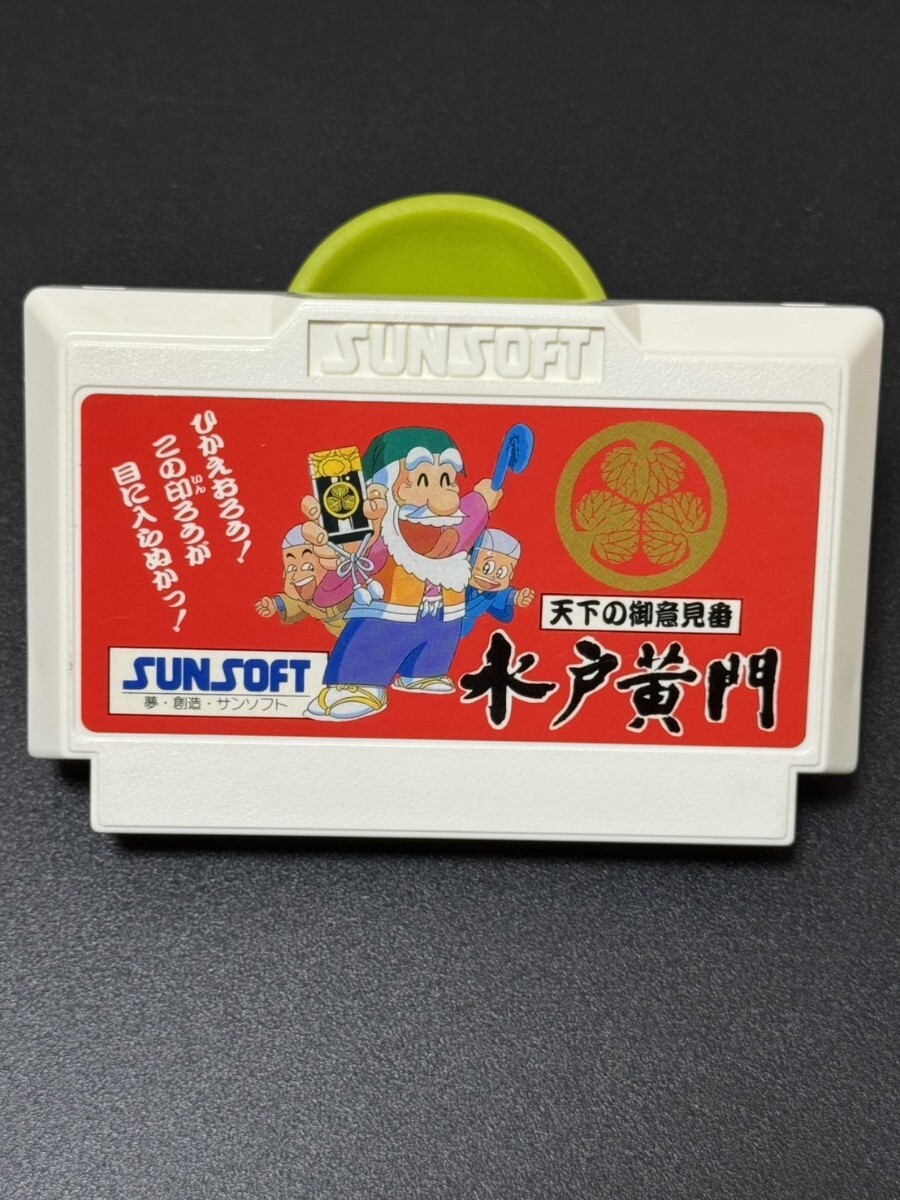 SUNSOFT
ひかえおろう!
この印ろうが
いん
目に入らぬかっ!
天下の御意見番
水戸黄門
SUNSOFT
夢・創造・サンソフト